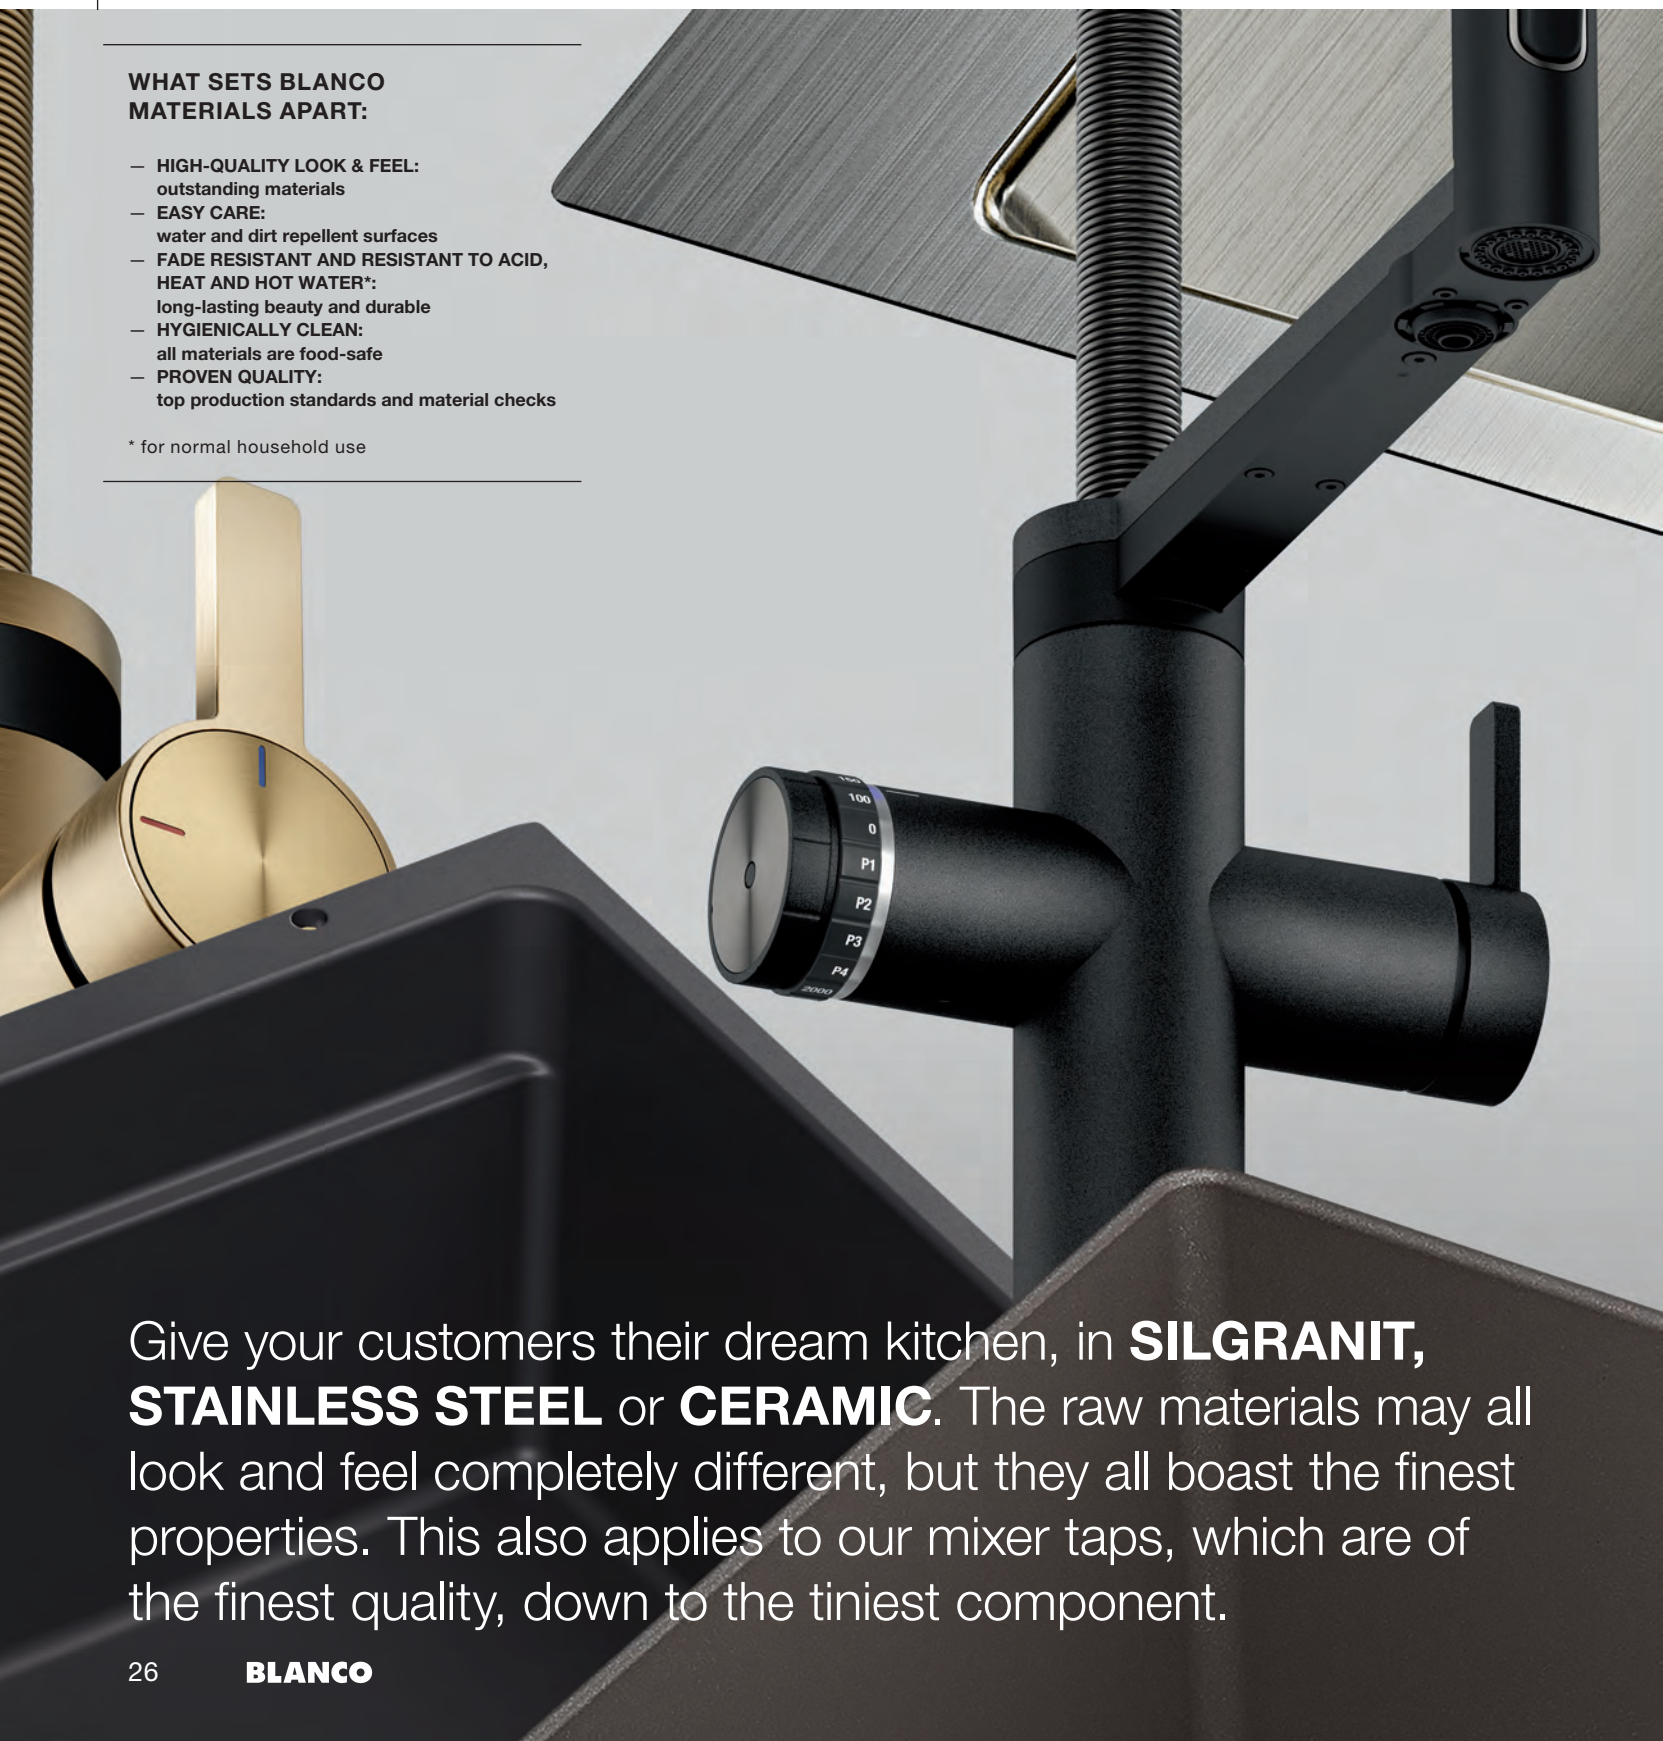 WHAT SETS BLANCO
MATERIALS APART:
— HIGH-QUALITY LOOK & FEEL:
outstanding materials
— EASY CARE:
water and dirt repellent surfaces
— FADE RESISTANT AND RESISTANT TO ACID,
HEAT AND HOT WATER*:
long-lasting beauty and durable
— HYGIENICALLY CLEAN:
all materials are food-safe
— PROVEN QUALITY:
top production standards and material checks
* for normal household use
150
100
0
P1
P2
P3
P4
2000
Give your customers their dream kitchen, in SILGRANIT,
STAINLESS STEEL or CERAMIC. The raw materials may all
look and feel completely different, but they all boast the finest
properties. This also applies to our mixer taps, which are of
the finest quality, down to the tiniest component.
26 BLANCO